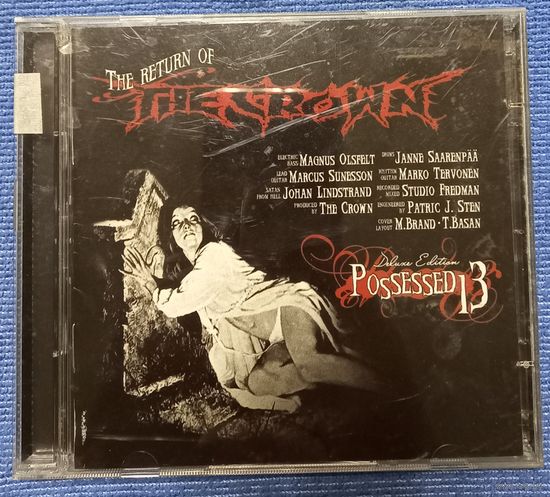 THE RETURN OF
THE CROWN
ELECTRIC BASS MAGNUS OLSFELT DRUMS JANNE SAARENPÄÄ
LEAD GUITAR MARCUS SUNESSON RHYTHM GUITAR MARKO TERVONEN
SATAN FROM HELL JOHAN LINDSTRAND RECORDED MIXED STUDIO FREDMAN
PRODUCED BY THE CROWN ENGINEERED BY PATRIC J. STEN
COVER LAYOUT M.BRAND · T.BASAN
Deluxe Edition
POSSESSED 13